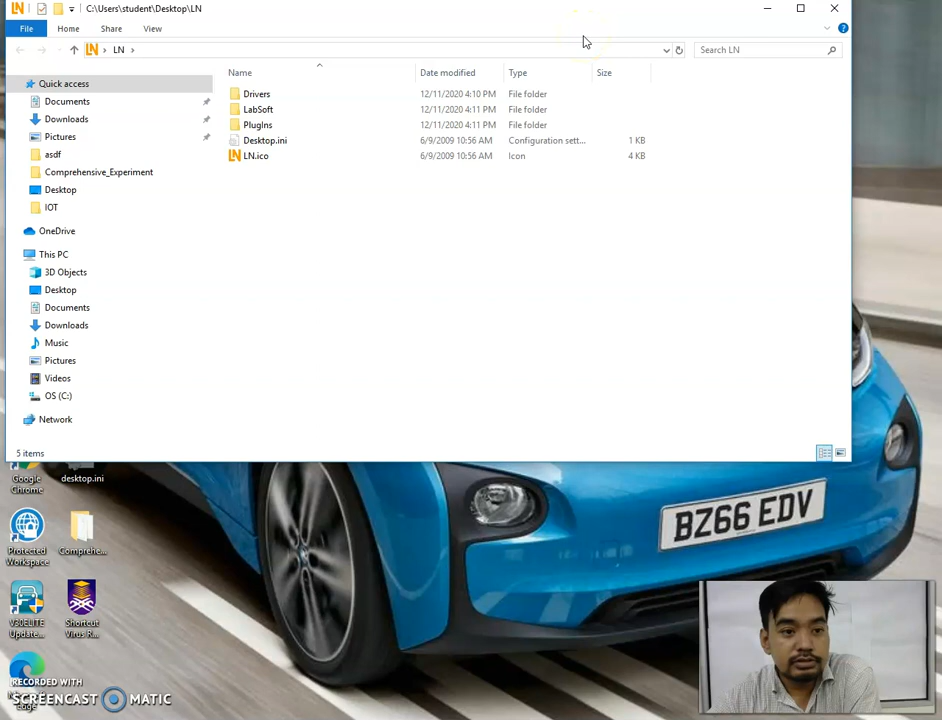 LN
C:\Users\student\Desktop\LN
File Home Share View
LN
Search LN
Name Date modified Type Size
Quick access
Documents
Downloads
Pictures
asdf
Comprehensive_Experiment
Desktop
IOT
OneDrive
This PC
3D Objects
Desktop
Documents
Downloads
Music
Pictures
Videos
OS (C:)
Network
Drivers 12/11/2020 4:10 PM File folder
LabSoft 12/11/2020 4:11 PM File folder
PlugIns 12/11/2020 4:11 PM File folder
Desktop.ini 6/9/2009 10:56 AM Configuration sett... 1 KB
LN.ico 6/9/2009 10:56 AM Icon 4 KB
5 items
Google
Chrome
desktop.ini
Protected
Workspace
Comprehe...
V30ELITE
Update...
Shortcut
Virus R...
BZ66 EDV
RECORDED WITH
SCREENCAST MATIC